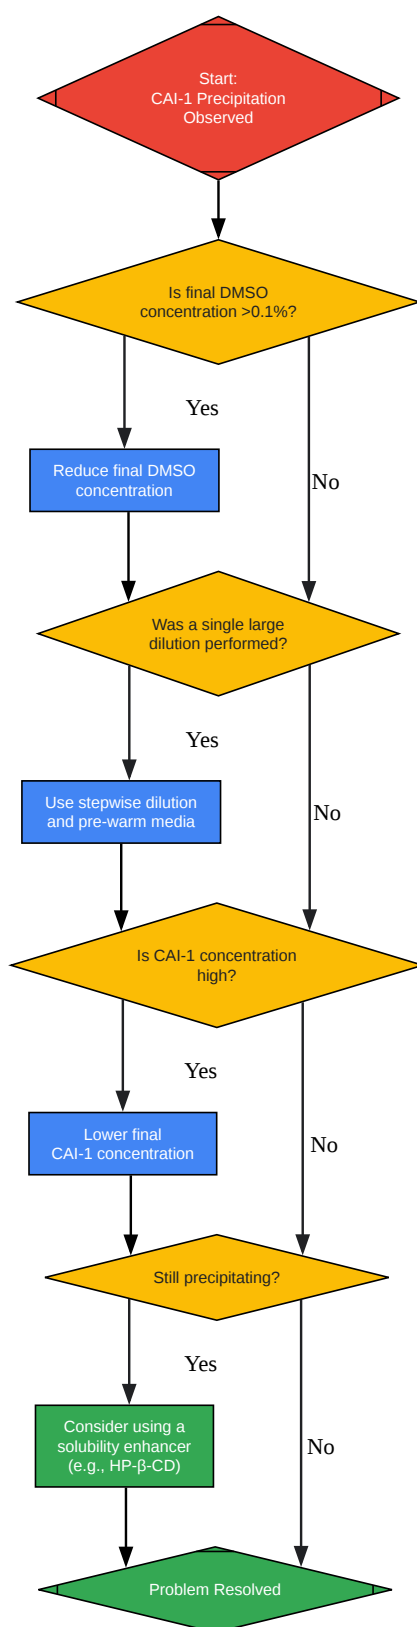 Start:
CAI-1 Precipitation
Observed
Is final DMSO
concentration >0.1%?
Yes
Reduce final DMSO
concentration
No
Was a single large
dilution performed?
Yes
Use stepwise dilution
and pre-warm media
No
Is CAI-1 concentration
high?
Yes
Lower final
CAI-1 concentration
No
Still precipitating?
Yes
Consider using a
solubility enhancer
(e.g., HP-β-CD)
No
Problem Resolved